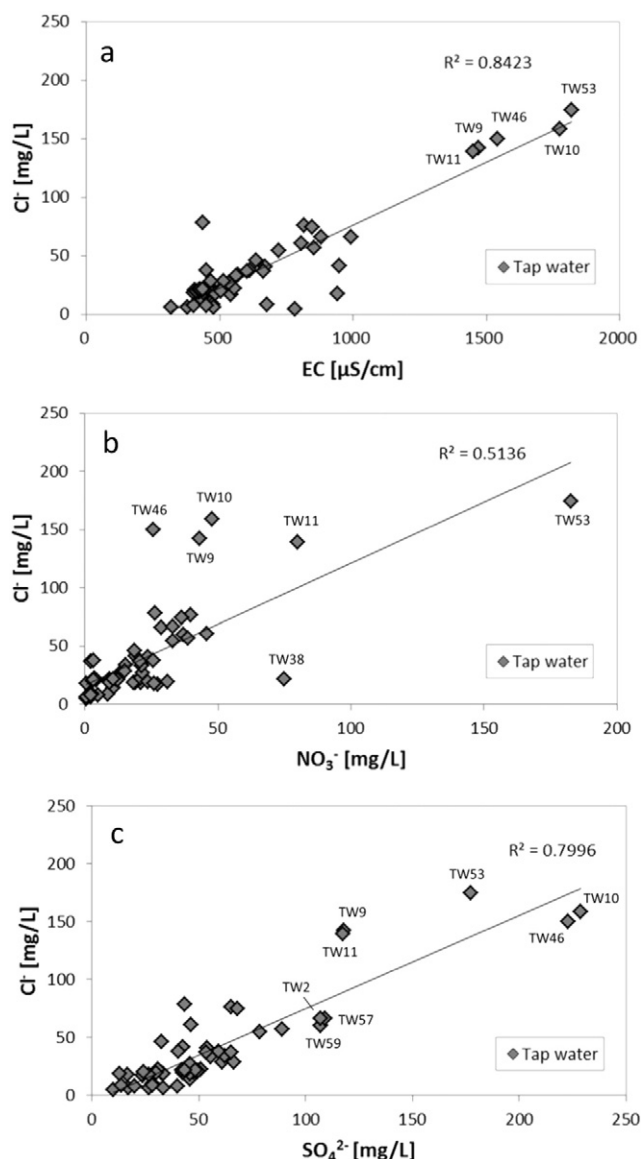 a
R² = 0.8423
TW53
TW46
TW9
TW11
TW10
250
200
150
100
50
0
Cl⁻ [mg/L]
Tap water
0 500 1000 1500 2000
EC [µS/cm]
b
R² = 0.5136
TW46
TW10
TW9
TW11
TW53
TW38
250
200
150
100
50
0
Cl⁻ [mg/L]
Tap water
0 50 100 150 200
NO₃⁻ [mg/L]
c
R² = 0.7996
TW53
TW10
TW9
TW46
TW11
TW2
TW57
TW59
250
200
150
100
50
0
Cl⁻ [mg/L]
Tap water
0 50 100 150 200 250
SO₄²⁻ [mg/L]